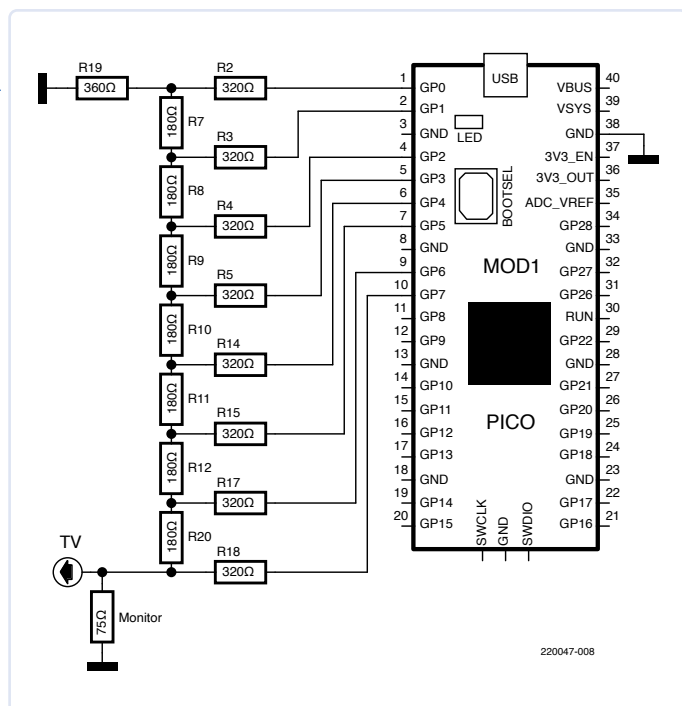 R19
360Ω
R2
320Ω
180Ω
R7
R3
320Ω
180Ω
R8
R4
320Ω
180Ω
R9
R5
320Ω
180Ω
R10
R14
320Ω
180Ω
R11
R15
320Ω
180Ω
R12
R17
320Ω
180Ω
R20
R18
320Ω
TV
75Ω
Monitor
USB
LED
BOOTSEL
MOD1
PICO
1 GP0
2 GP1
3 GND
4 GP2
5 GP3
6 GP4
7 GP5
8 GND
9 GP6
10 GP7
11 GP8
12 GP9
13 GND
14 GP10
15 GP11
16 GP12
17 GP13
18 GND
19 GP14
20 GP15
VBUS 40
VSYS 39
GND 38
3V3_EN 37
3V3_OUT 36
ADC_VREF 35
GP28 34
GND 33
GP27 32
GP26 31
RUN 30
GP22 29
GND 28
GP21 27
GP20 26
GP19 25
GP18 24
GND 23
GP17 22
GP16 21
SWCLK
GND
SWDIO
220047-008